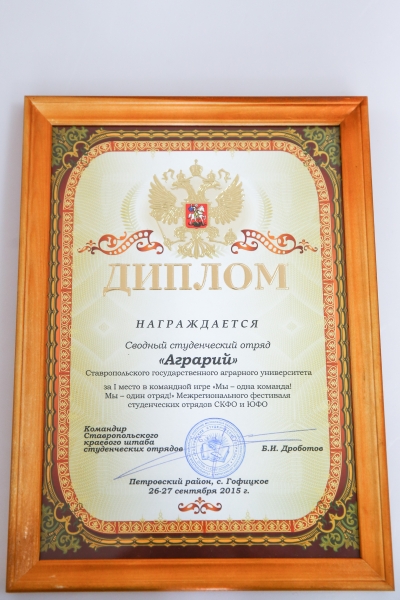 ДИПЛОМ
НАГРАЖДАЕТСЯ
Сводный студенческий отряд
«Аграрий»
Ставропольского государственного аграрного университета
за I место в командной игре «Мы – одна команда!
Мы – один отряд!» Межрегионального фестиваля
студенческих отрядов СКФО и ЮФО
Командир
Ставропольского
краевого штаба
студенческих отрядов
Б.Н. Дроботов
Петровский район, с. Гофицкое
26-27 сентября 2015 г.